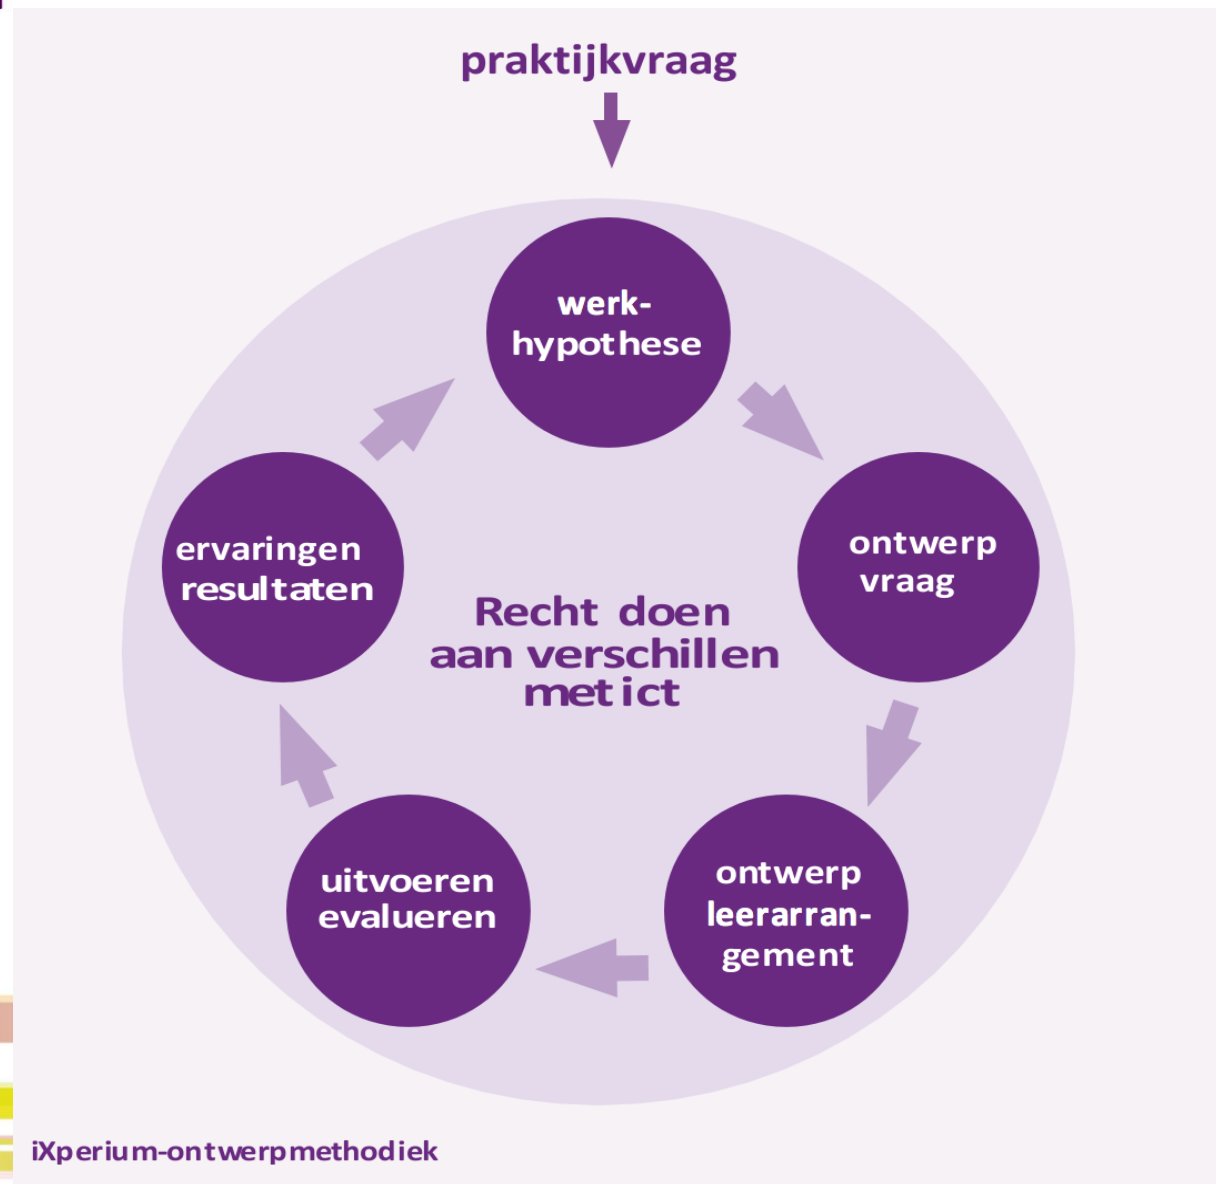 praktijkvraag
werk-
hypothese
ontwerp
vraag
ontwerp
leerarran-
gement
uitvoeren
evalueren
ervaringen
resultaten
Recht doen
aan verschillen
met ict
iXperium-ontwerpmethodiek